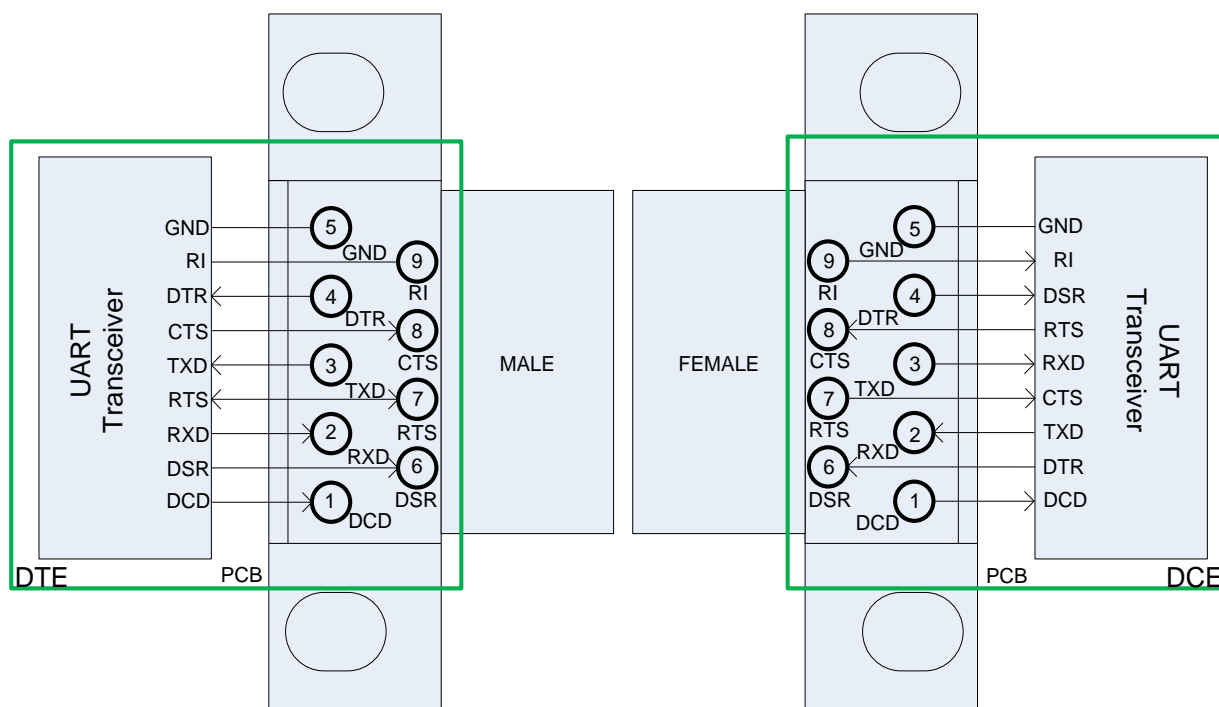 GND
RI
DTR
CTS
TXD
RTS
RXD
DSR
DCD
UART
Transceiver
DTE
PCB
5
GND
9
RI
4
DTR
8
CTS
3
TXD
7
RTS
2
RXD
6
DSR
1
DCD
MALE
FEMALE
5
GND
9
RI
4
DTR
8
CTS
3
TXD
7
RTS
2
RXD
6
DSR
1
DCD
GND
RI
DSR
RTS
RXD
CTS
TXD
DTR
DCD
UART
Transceiver
PCB
DCE